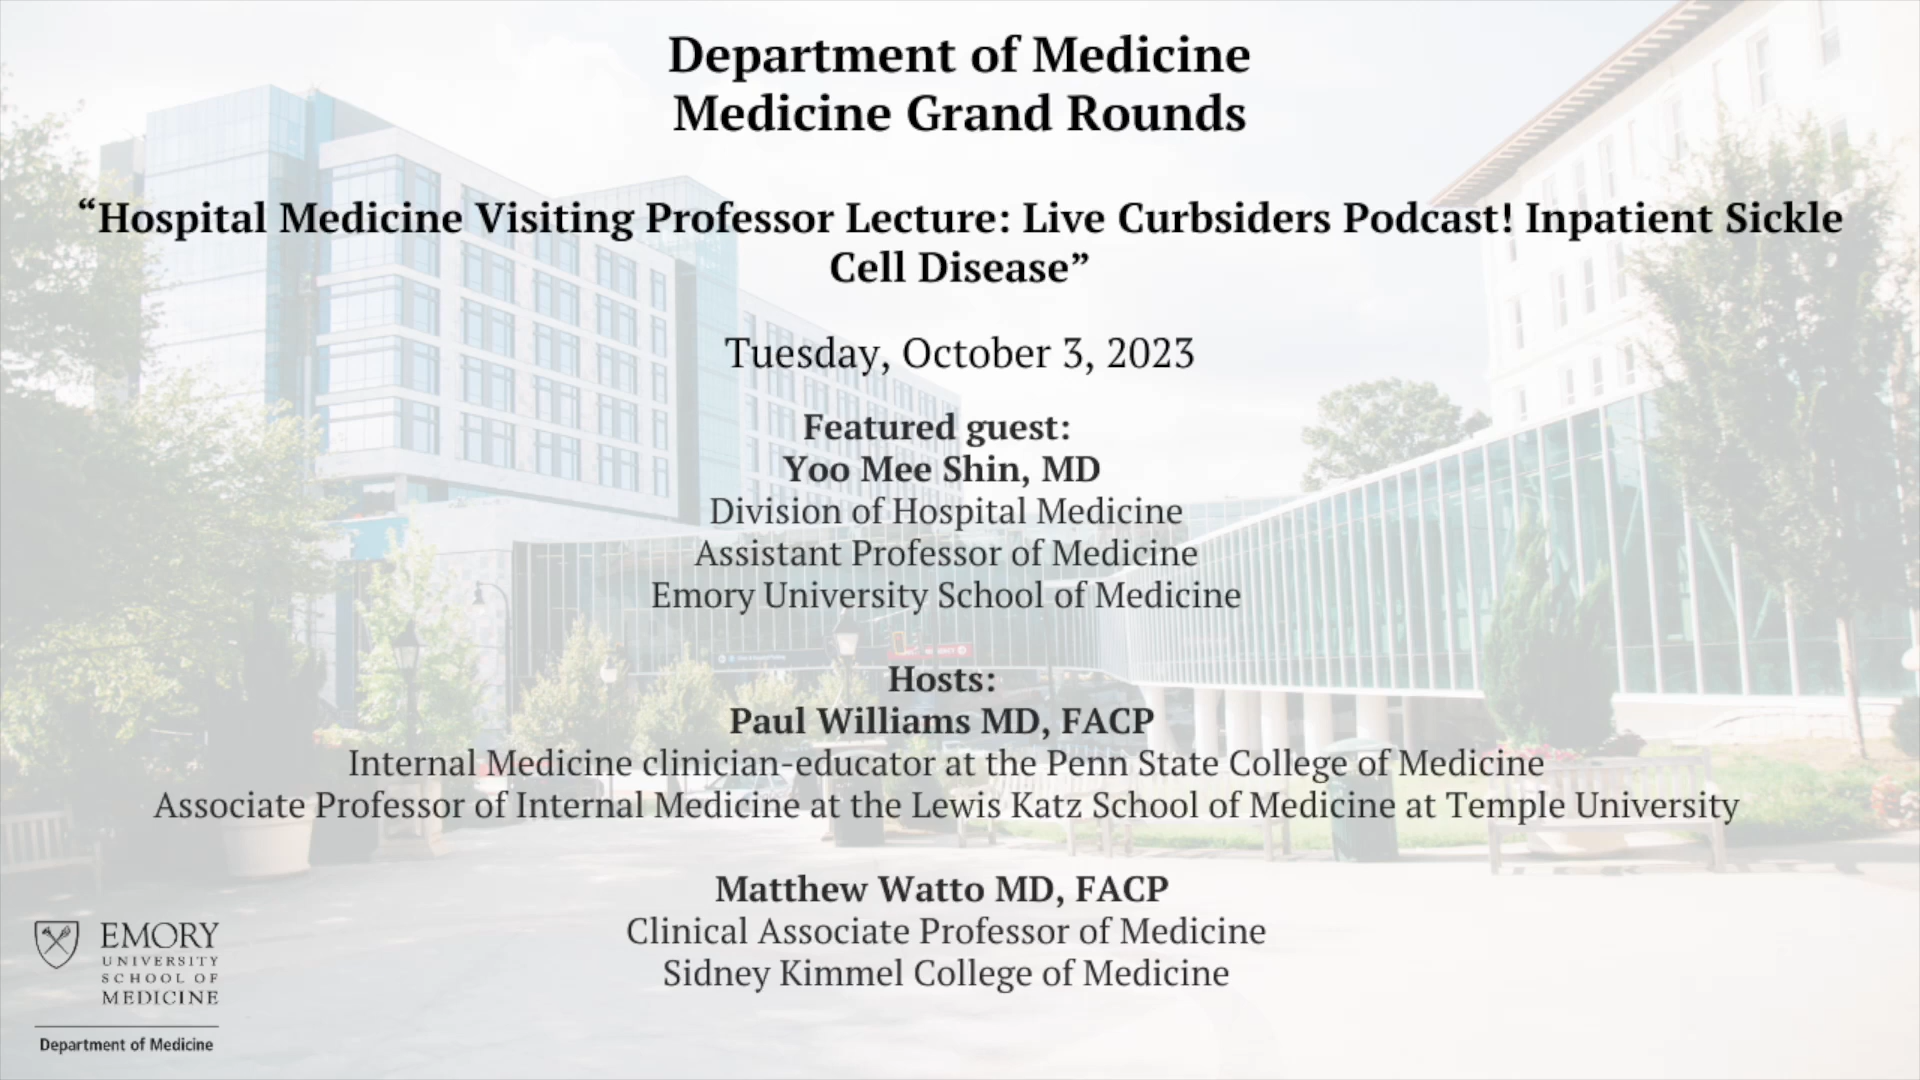 Department of Medicine
Medicine Grand Rounds
“Hospital Medicine Visiting Professor Lecture: Live Curbsiders Podcast! Inpatient Sickle
Cell Disease”
Tuesday, October 3, 2023
Featured guest:
Yoo Mee Shin, MD
Division of Hospital Medicine
Assistant Professor of Medicine
Emory University School of Medicine
Hosts:
Paul Williams MD, FACP
Internal Medicine clinician-educator at the Penn State College of Medicine
Associate Professor of Internal Medicine at the Lewis Katz School of Medicine at Temple University
Matthew Watto MD, FACP
Clinical Associate Professor of Medicine
Sidney Kimmel College of Medicine
EMORY
UNIVERSITY
SCHOOL OF
MEDICINE
Department of Medicine